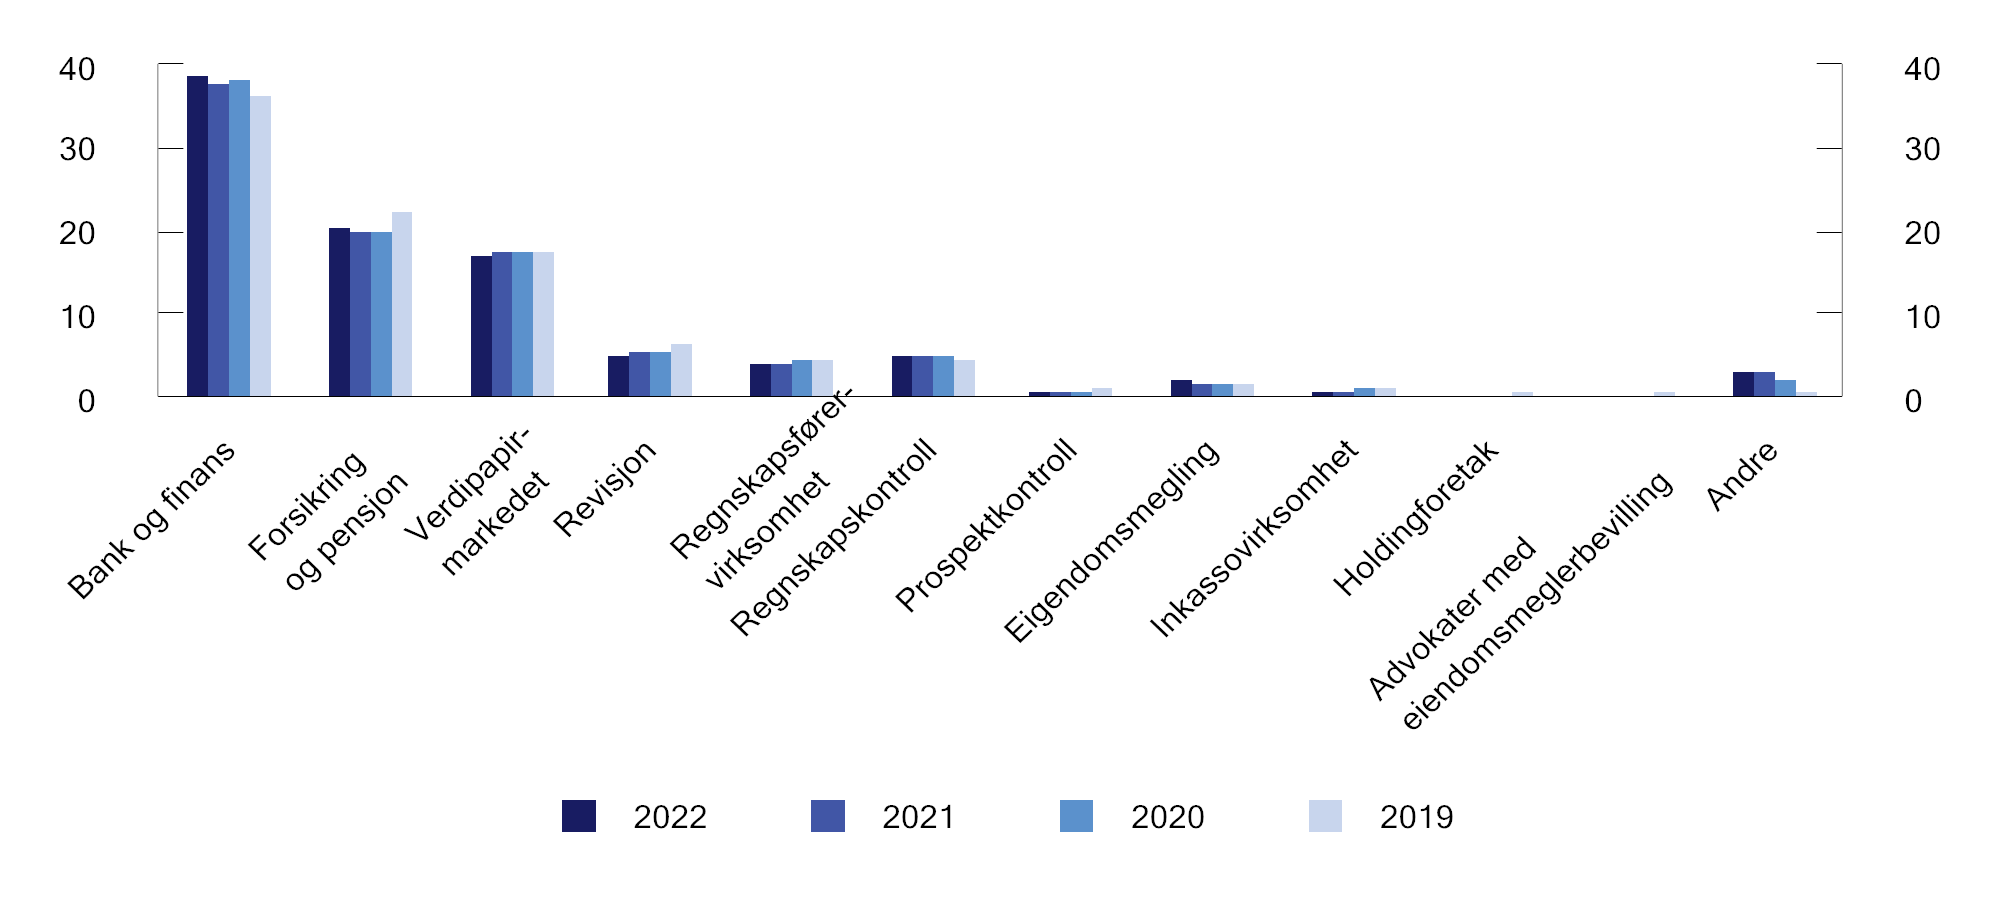 40
30
20
10
0
40
30
20
10
0
Bank og finans
Forsikring
og pensjon
Verdipapir-
markedet
Revisjon
Regnskapsfører-
virksomhet
Regnskapskontroll
Prospektkontroll
Eigendomsmegling
Inkassovirksomhet
Holdingforetak
Advokater med
eiendomsmeglerbevilling
Andre
2022
2021
2020
2019